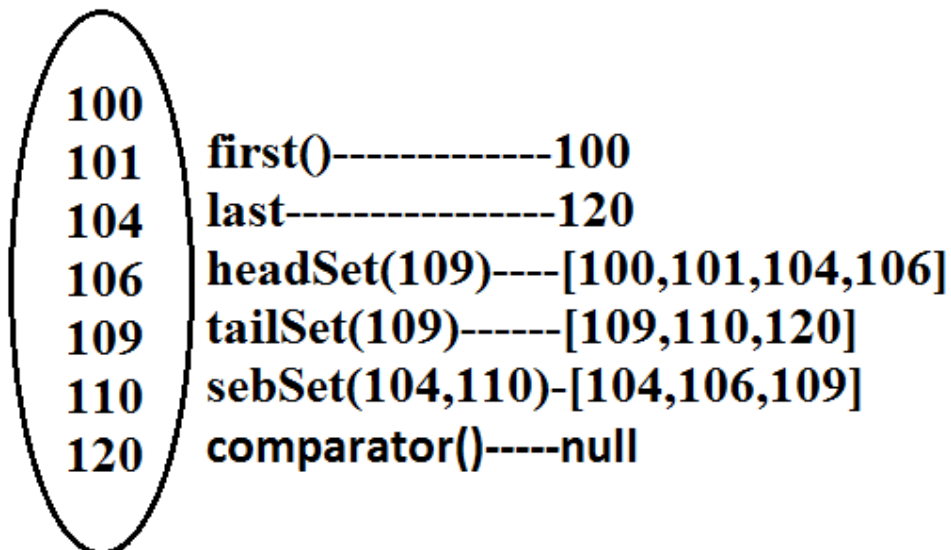 100
101
104
106
109
110
120
first()-------------100
last----------------120
headSet(109)----[100,101,104,106]
tailSet(109)------[109,110,120]
sebSet(104,110)-[104,106,109]
comparator()-----null